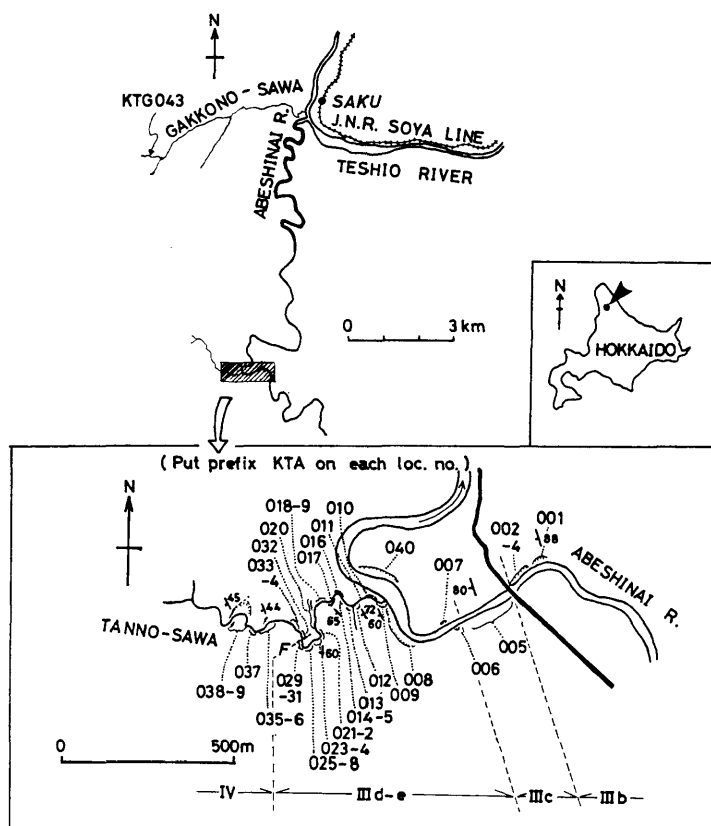 N
SAKU
J.N.R. SOYA LINE
TESHIO RIVER
GAKKONO-SAWA
KTG043
ABESHINAI R.
0 3 km
N
HOKKAIDO
(Put prefix KTA on each loc. no.)
N
018-9
010
020
011
032
016
033
-4
017
040
007
002
-4
001
88
80
ABESHINAI R.
45
44
72
60
65
60
TANNO-SAWA
F
037
038-9
029
-31
035-6
012
008
009
013
014-5
021-2
023-4
025-8
006
005
0 500m
IV IIId-e IIIc IIIb